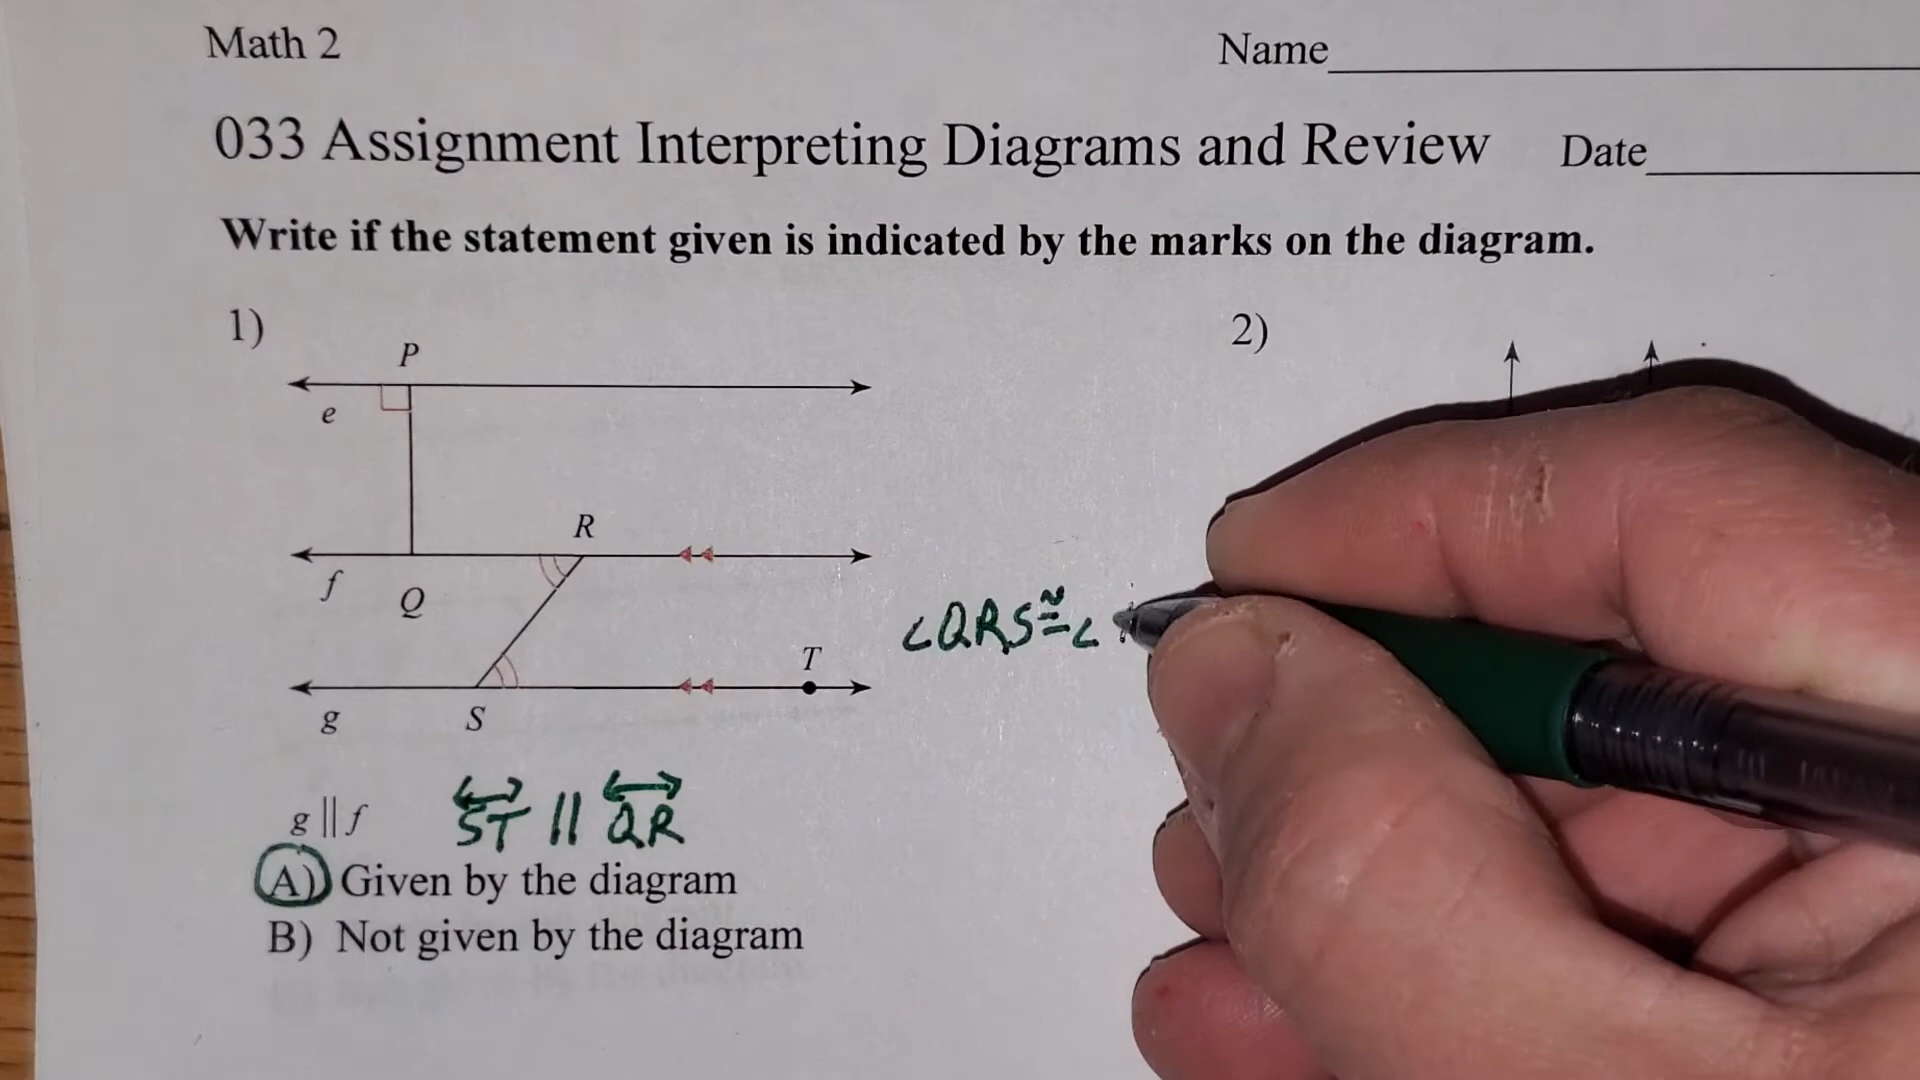 Math 2
Name
033 Assignment Interpreting Diagrams and Review
Date
Write if the statement given is indicated by the marks on the diagram.
1)
2)
P
e
R
f
Q
∠QRS≅∠
T
g
S
g || f
ST || QR
A) Given by the diagram
B) Not given by the diagram